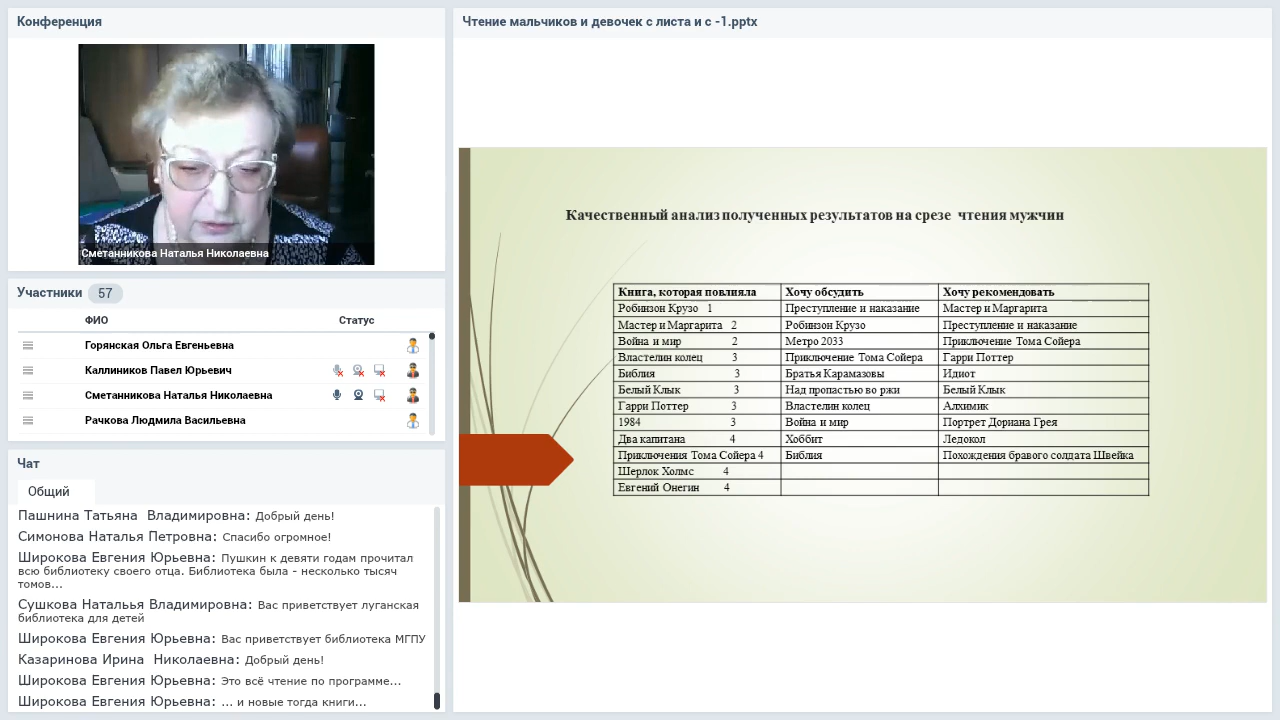 Конференция
Сметанникова Наталья Николаевна
Участники 57
ФИО Статус
Горянская Ольга Евгеньевна
Каллиников Павел Юрьевич
Сметанникова Наталья Николаевна
Рачкова Людмила Васильевна
Чат
Общий
Пашнина Татьяна Владимировна: Добрый день!
Симонова Наталья Петровна: Спасибо огромное!
Широкова Евгения Юрьевна: Пушкин к девяти годам прочитал
всю библиотеку своего отца. Библиотека была - несколько тысяч
томов...
Сушкова Наталья Владимировна: Вас приветствует луганская
библиотека для детей
Широкова Евгения Юрьевна: Вас приветствует библиотека МГПУ
Казаринова Ирина Николаевна: Добрый день!
Широкова Евгения Юрьевна: Это всё чтение по программе...
Широкова Евгения Юрьевна: ... и новые тогда книги...
Чтение мальчиков и девочек с листа и с -1.pptx
Качественный анализ полученных результатов на срезе чтения мужчин
Книга, которая повлияла Хочу обсудить Хочу рекомендовать
Робинзон Крузо 1 Преступление и наказание Мастер и Маргарита
Мастер и Маргарита 2 Робинзон Крузо Преступление и наказание
Война и мир 2 Метро 2033 Приключение Тома Сойера
Властелин колец 3 Приключение Тома Сойера Гарри Поттер
Библия 3 Братья Карамазовы Идиот
Белый Клык 3 Над пропастью во ржи Белый Клык
Гарри Поттер 3 Властелин колец Алхимик
1984 3 Война и мир Портрет Дориана Грея
Два капитана 4 Хоббит Ледокол
Приключения Тома Сойера 4 Библия Похождения бравого солдата Швейка
Шерлок Холмс 4
Евгений Онегин 4